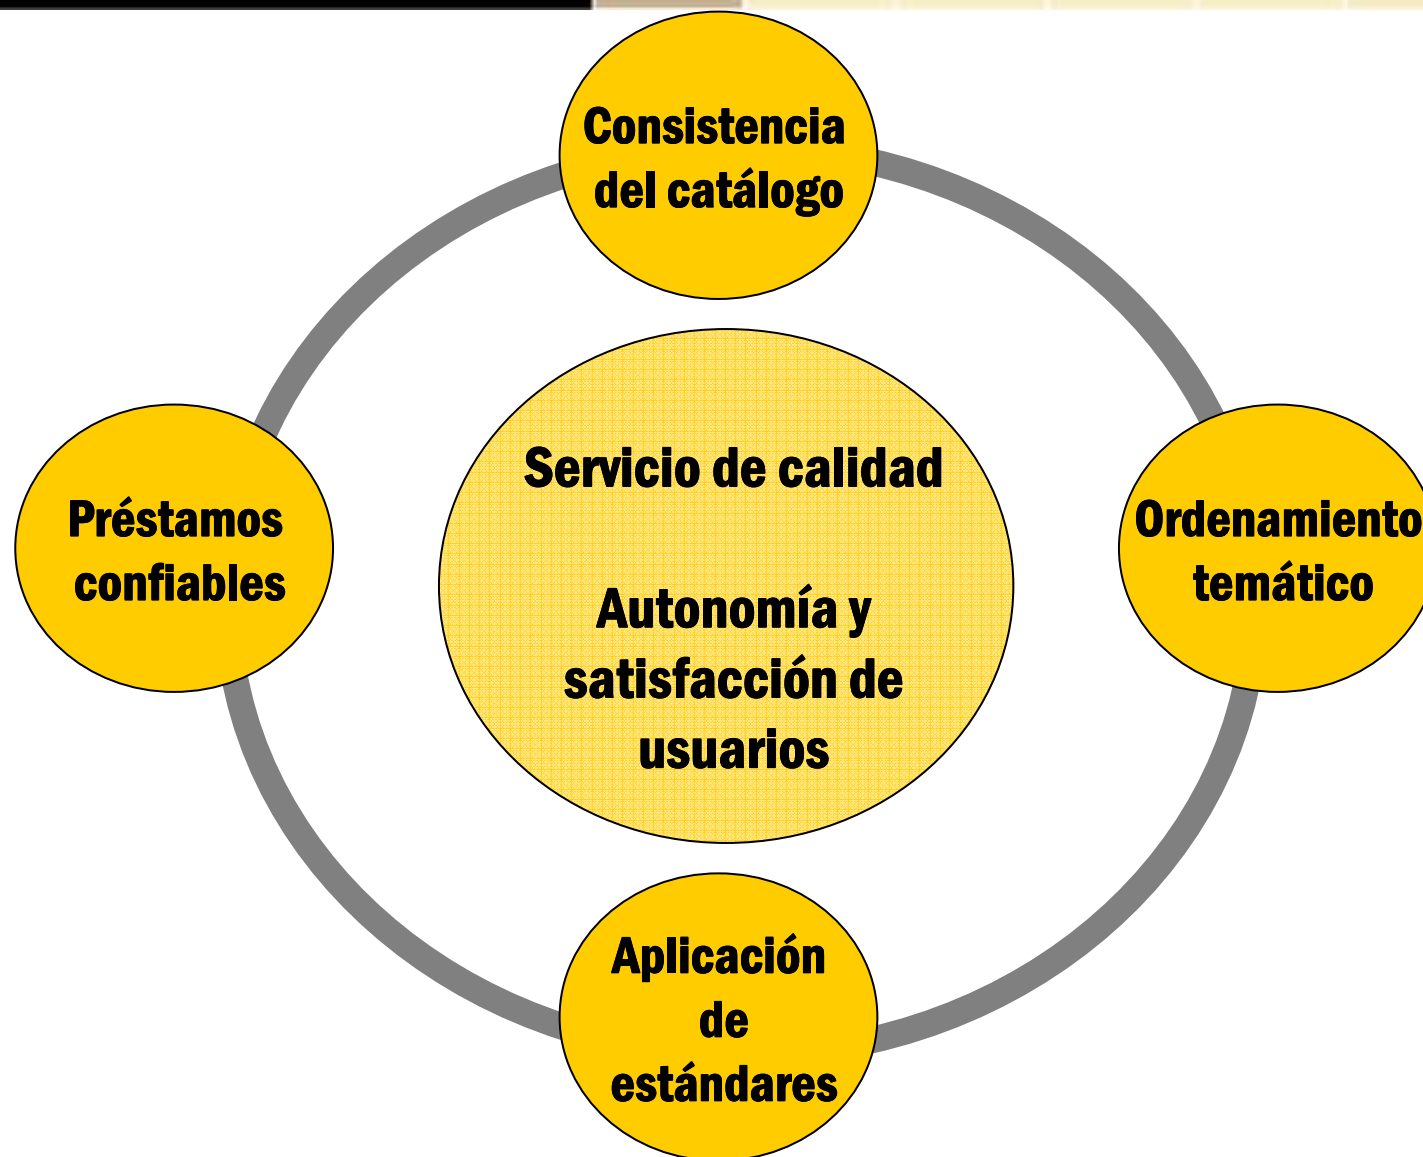 Consistencia
del catálogo
Servicio de calidad
Autonomía y
satisfacción de
usuarios
Préstamos
confiables
Ordenamiento
temático
Aplicación
de
estándares